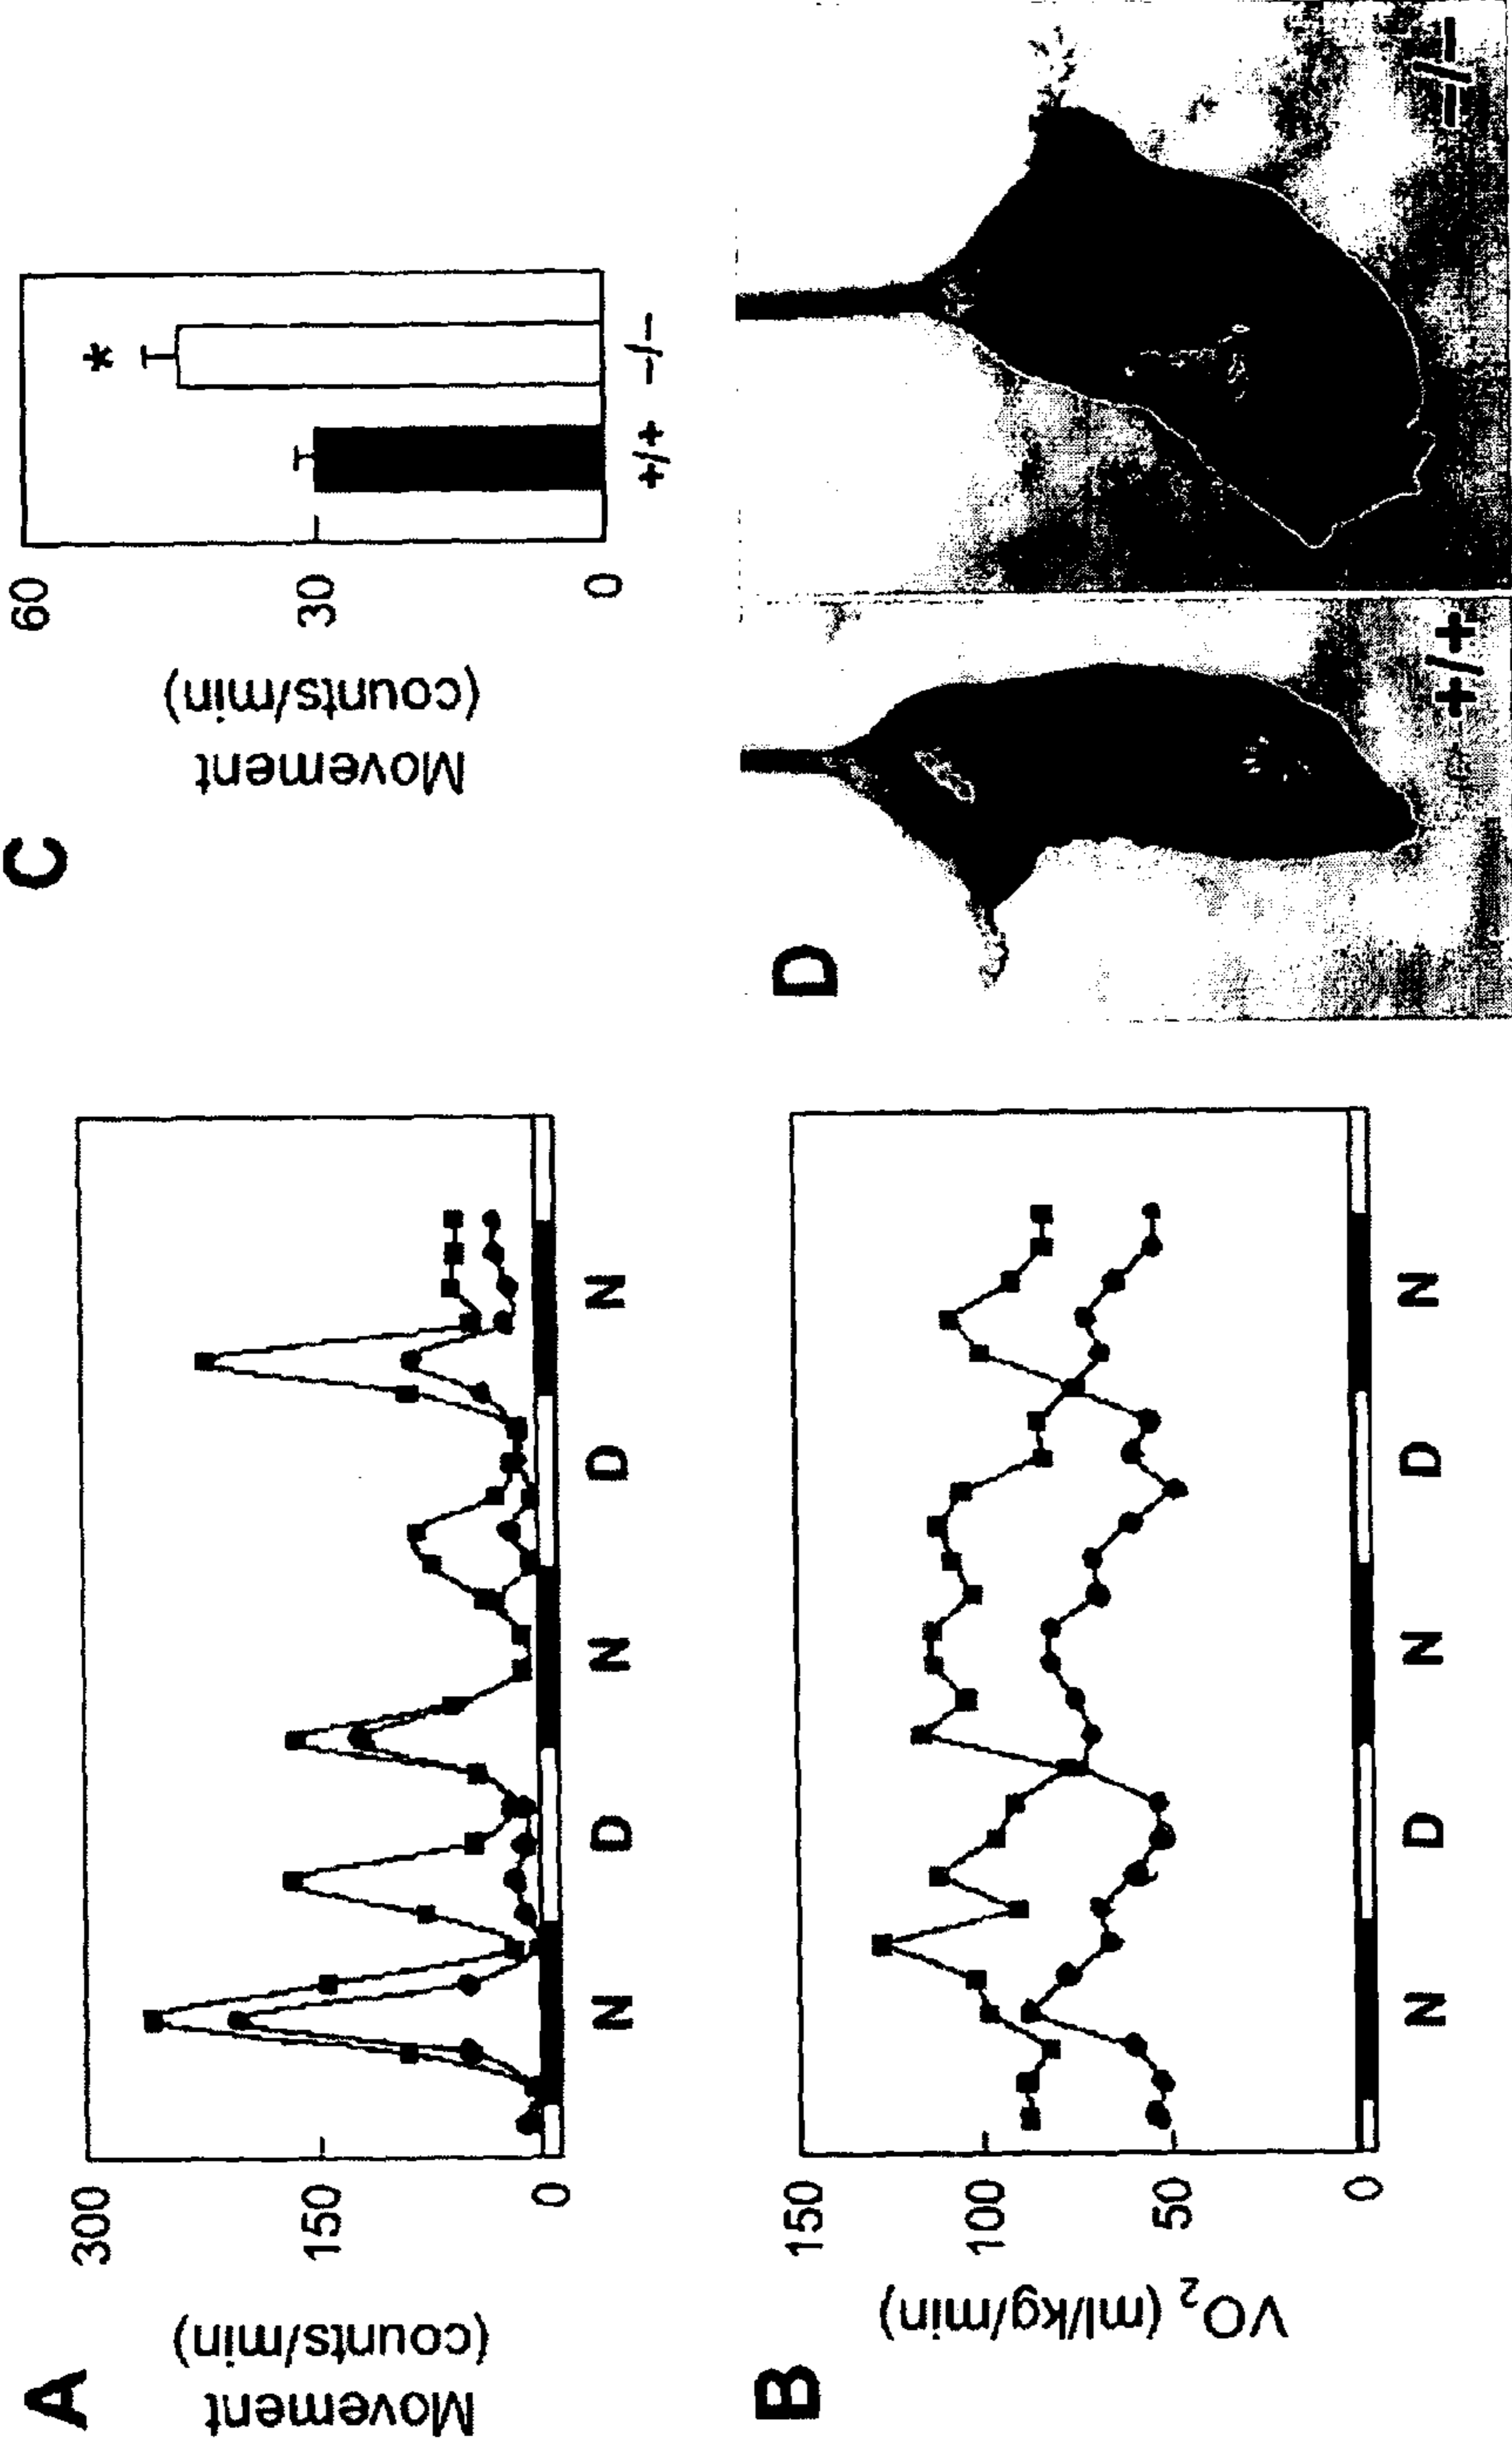 A
Movement
(counts/min)
300
150
0
N
D
N
D
N
B
VO2 (ml/kg/min)
150
100
50
0
N
D
N
D
N
C
Movement
(counts/min)
60
30
0
*
+/+
−/−
D
+/+
−/−